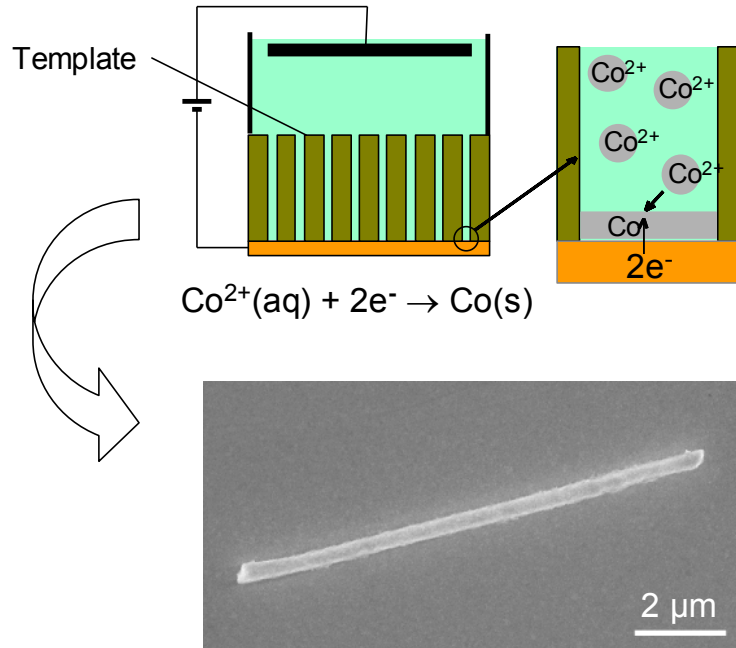 Template
Co²⁺
Co²⁺
Co²⁺
Co²⁺
Co
2e⁻
Co²⁺(aq) + 2e⁻ → Co(s)
2 µm